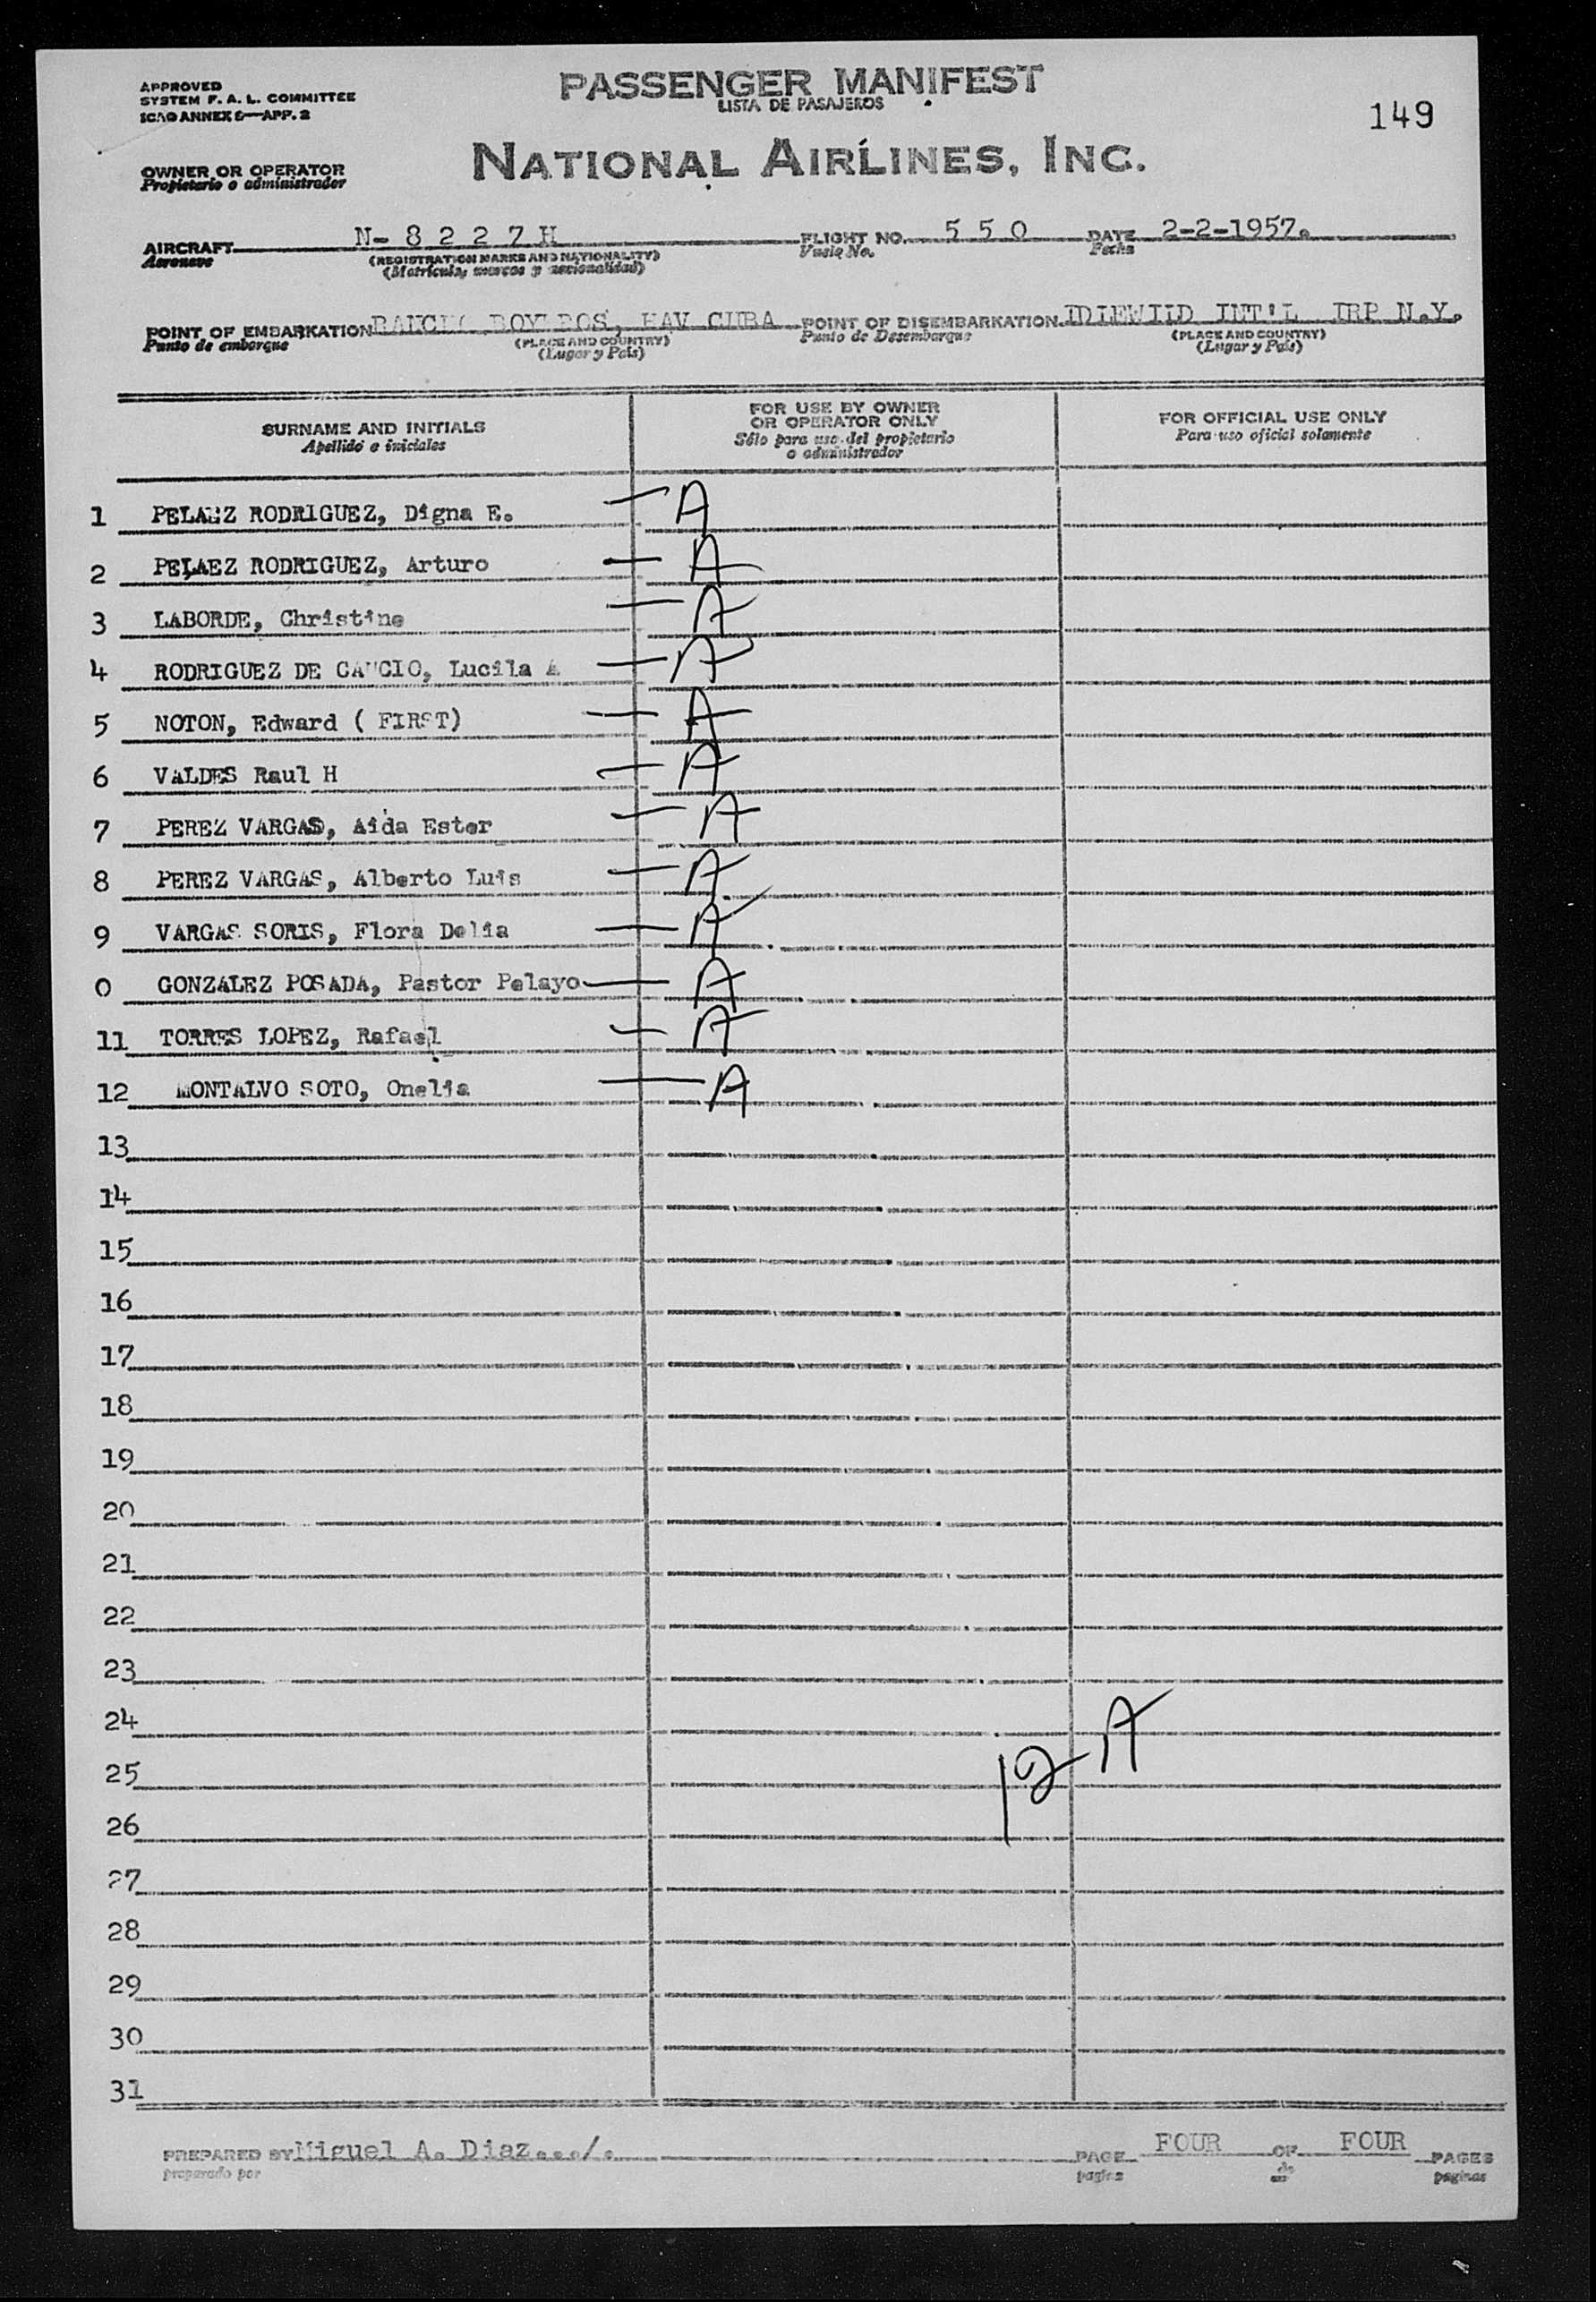 APPROVED
SYSTEM F. A. L. COMMITTEE
ICAO ANNEX 6—APP. 2
PASSENGER MANIFEST
LISTA DE PASAJEROS
149
OWNER OR OPERATOR
Propietario o administrador
NATIONAL AIRLINES, INC.
AIRCRAFT N- 8 2 2 7 H FLIGHT NO. 5 5 0 DATE 2-2-1957.
Aeronave (REGISTRATION MARKS AND NATIONALITY) Vuelo No. Fecha
(Matricula, marcas y nacionalidad)
POINT OF EMBARKATION RANCHO BOYEROS, HAV CUBA POINT OF DISEMBARKATION IDLEWILD INT'L IRP N.Y.
Punto de embarque (PLACE AND COUNTRY) Punto de Desembarque (PLACE AND COUNTRY)
(Lugar y País) (Lugar y País)
SURNAME AND INITIALS FOR USE BY OWNER OR OPERATOR ONLY FOR OFFICIAL USE ONLY
Apellido e iniciales Sólo para uso del propietario o administrador Para uso oficial solamente
1 PELAEZ RODRIGUEZ, Digna E. — A
2 PELAEZ RODRIGUEZ, Arturo — A
3 LABORDE, Christine — A
4 RODRIGUEZ DE CANCIO, Lucila A — A
5 NOTON, Edward ( FIRST) — A
6 VALDES Raul H — A
7 PEREZ VARGAS, Aida Ester — A
8 PEREZ VARGAS, Alberto Luis — A
9 VARGAS SORIS, Flora Delia — A
0 GONZALEZ POSADA, Pastor Pelayo — A
11 TORRES LOPEZ, Rafael — A
12 MONTALVO SOTO, Onelia — A
13
14
15
16
17
18
19
20
21
22
23
24
25 12-A
26
27
28
29
30
31
PREPARED BY Miguel A. Diaz.../. PAGE FOUR OF FOUR PAGES
preparado por pagina de paginas